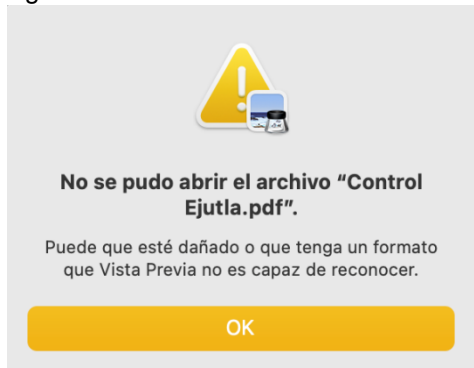 No se pudo abrir el archivo “Control
Ejutla.pdf”.
Puede que esté dañado o que tenga un formato
que Vista Previa no es capaz de reconocer.
OK